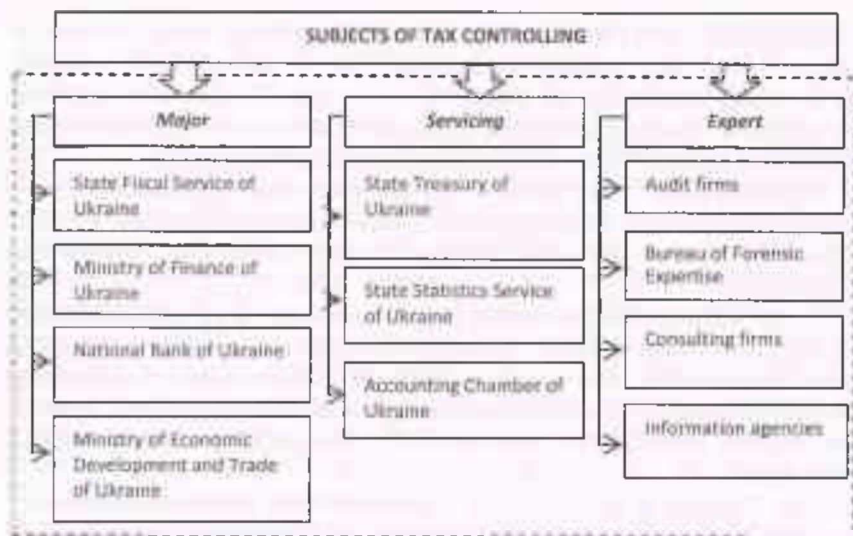 SUBJECTS OF TAX CONTROLLING
Major
State Fiscal Service of
Ukraine
Ministry of Finance of
Ukraine
National Bank of Ukraine
Ministry of Economic
Development and Trade
of Ukraine
Servicing
State Treasury of
Ukraine
State Statistics Service
of Ukraine
Accounting Chamber of
Ukraine
Expert
Audit firms
Bureau of Forensic
Expertise
Consulting firms
Information agencies